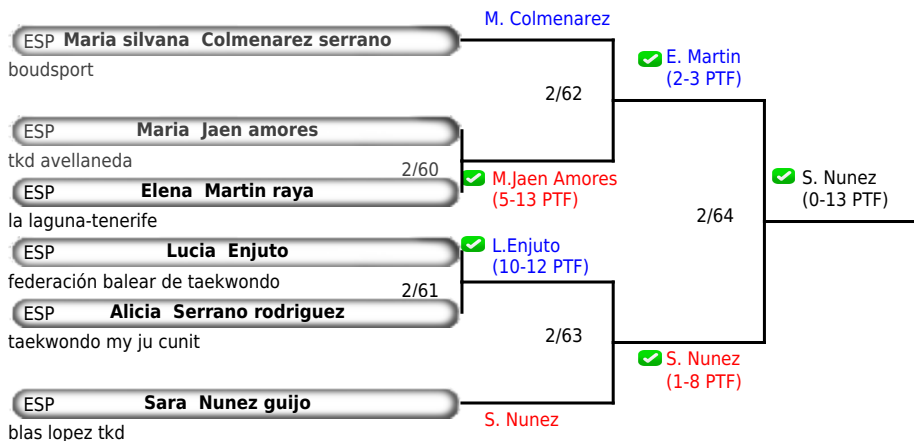 M. Colmenarez
ESP Maria silvana Colmenarez serrano
boudsport
E. Martin
(2-3 PTF)
2/62
ESP Maria Jaen amores
tkd avellaneda
2/60
M.Jaen Amores
(5-13 PTF)
ESP Elena Martin raya
la laguna-tenerife
S. Nunez
(0-13 PTF)
2/64
ESP Lucia Enjuto
federación balear de taekwondo
L.Enjuto
(10-12 PTF)
2/61
ESP Alicia Serrano rodriguez
taekwondo my ju cunit
2/63
S. Nunez
(1-8 PTF)
ESP Sara Nunez guijo
blas lopez tkd
S. Nunez